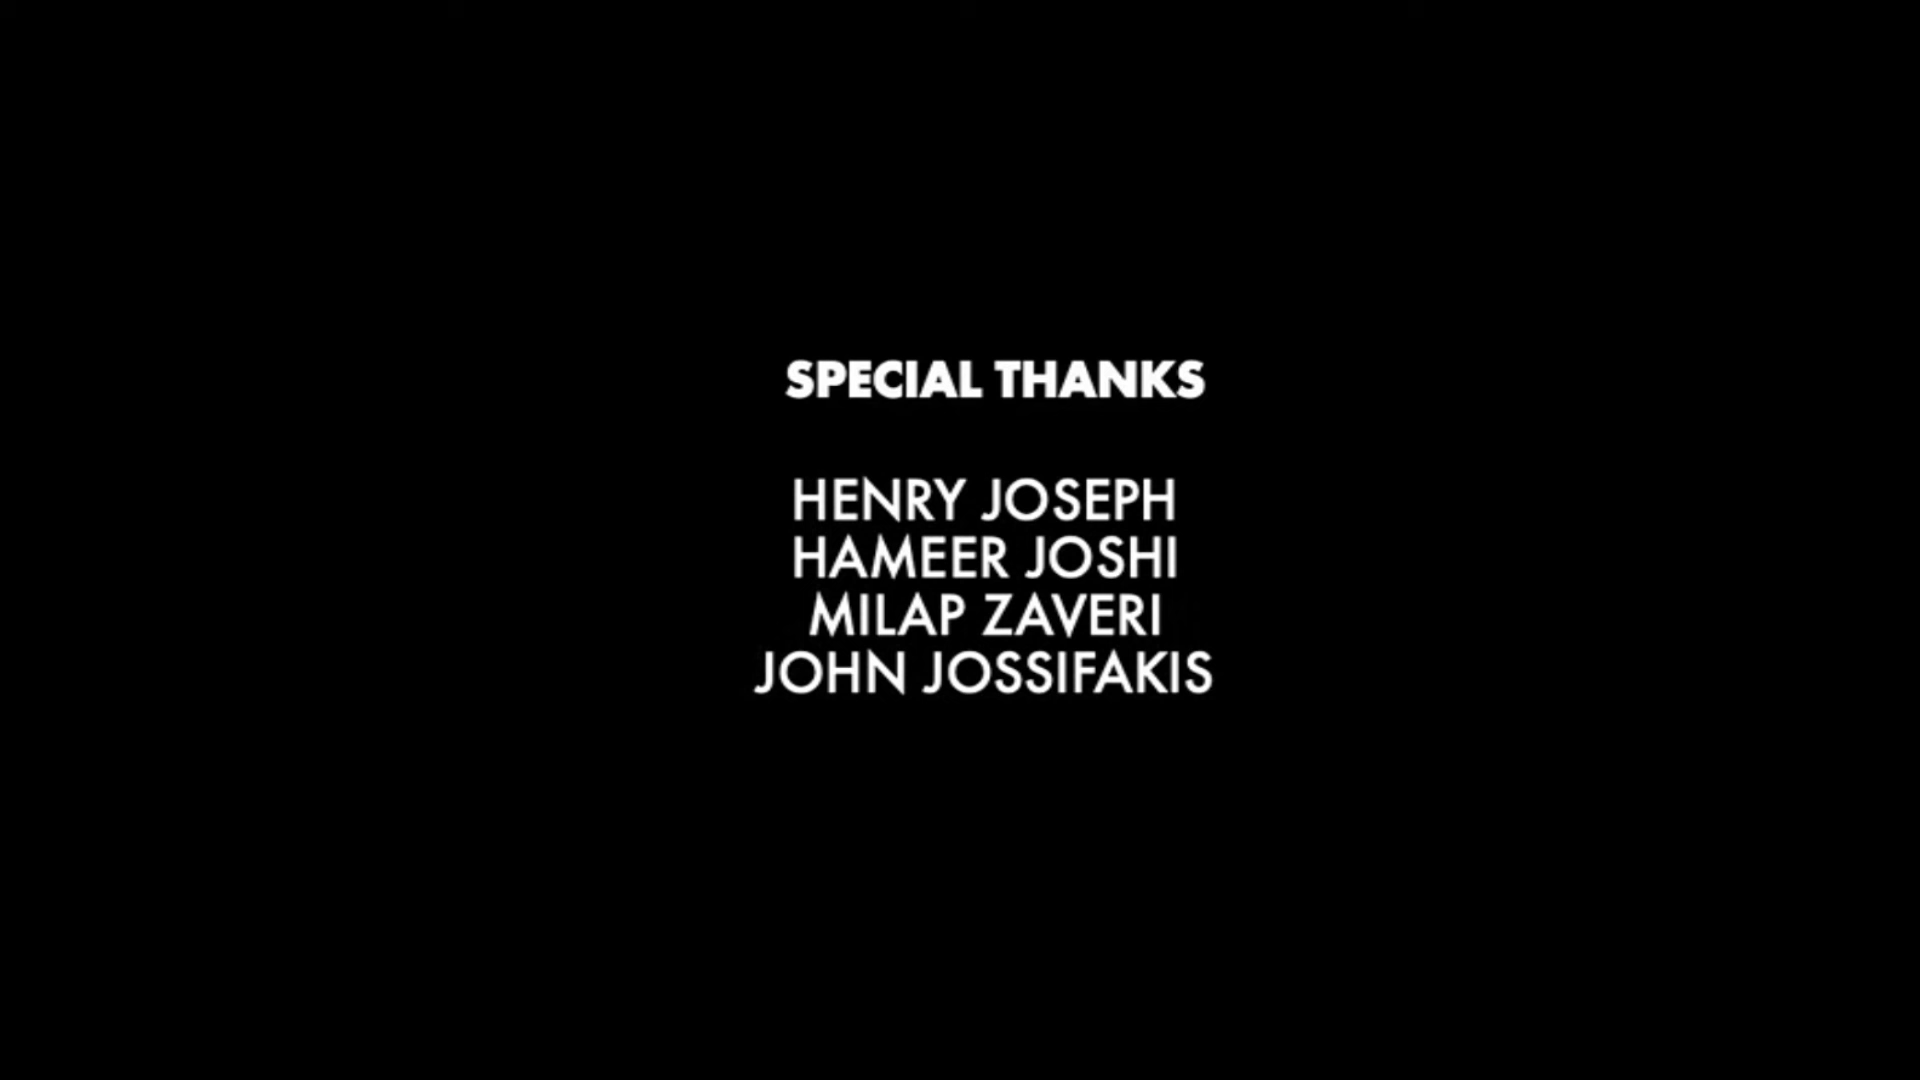 SPECIAL THANKS
HENRY JOSEPH
HAMEER JOSHI
MILAP ZAVERI
JOHN JOSSIFAKIS